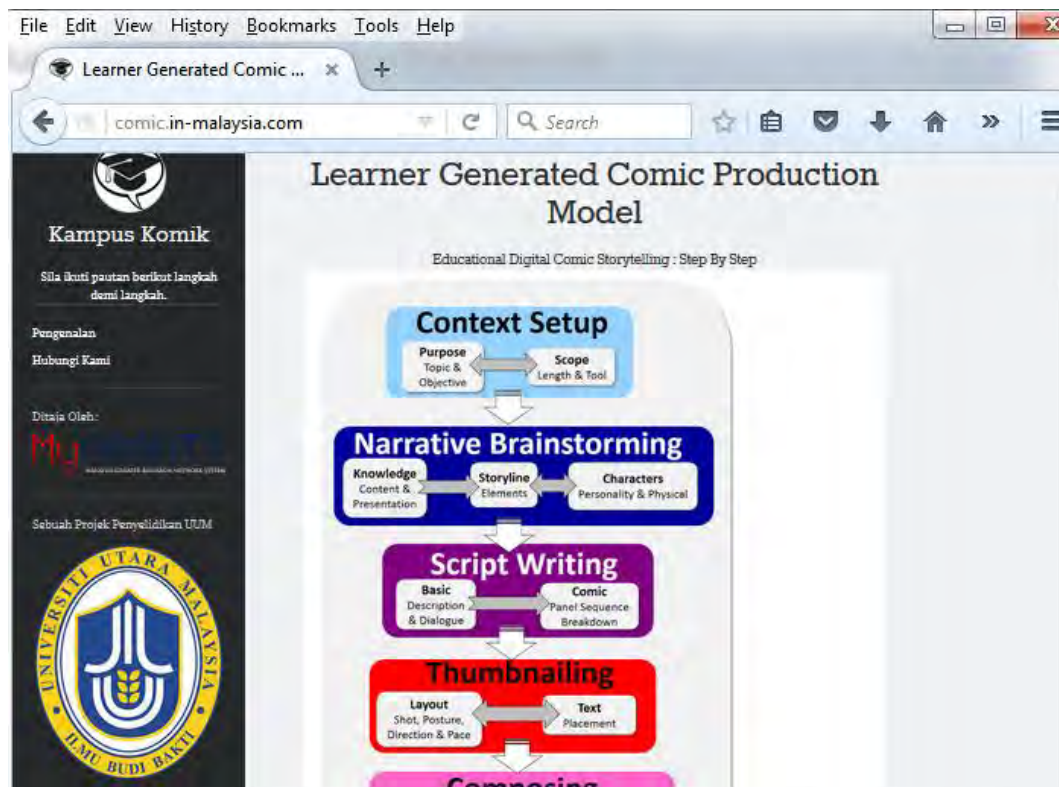 File Edit View History Bookmarks Tools Help
Learner Generated Comic ...
comic.in-malaysia.com
Search
Kampus Komik
Sila ikuti pautan berikut langkah
demi langkah.
Pengenalan
Hubungi Kami
Ditaja Oleh:
My
Sebuah Projek Penyelidikan UUM
UNIVERSITI UTARA MALAYSIA
ILMU BUDI BAKTI
Learner Generated Comic Production
Model
Educational Digital Comic Storytelling : Step By Step
Context Setup
Purpose
Topic &
Objective
Scope
Length & Tool
Narrative Brainstorming
Knowledge
Content &
Presentation
Storyline
Elements
Characters
Personality & Physical
Script Writing
Basic
Description
& Dialogue
Comic
Panel Sequence
Breakdown
Thumbnailing
Layout
Shot, Posture,
Direction & Pace
Text
Placement
Composing